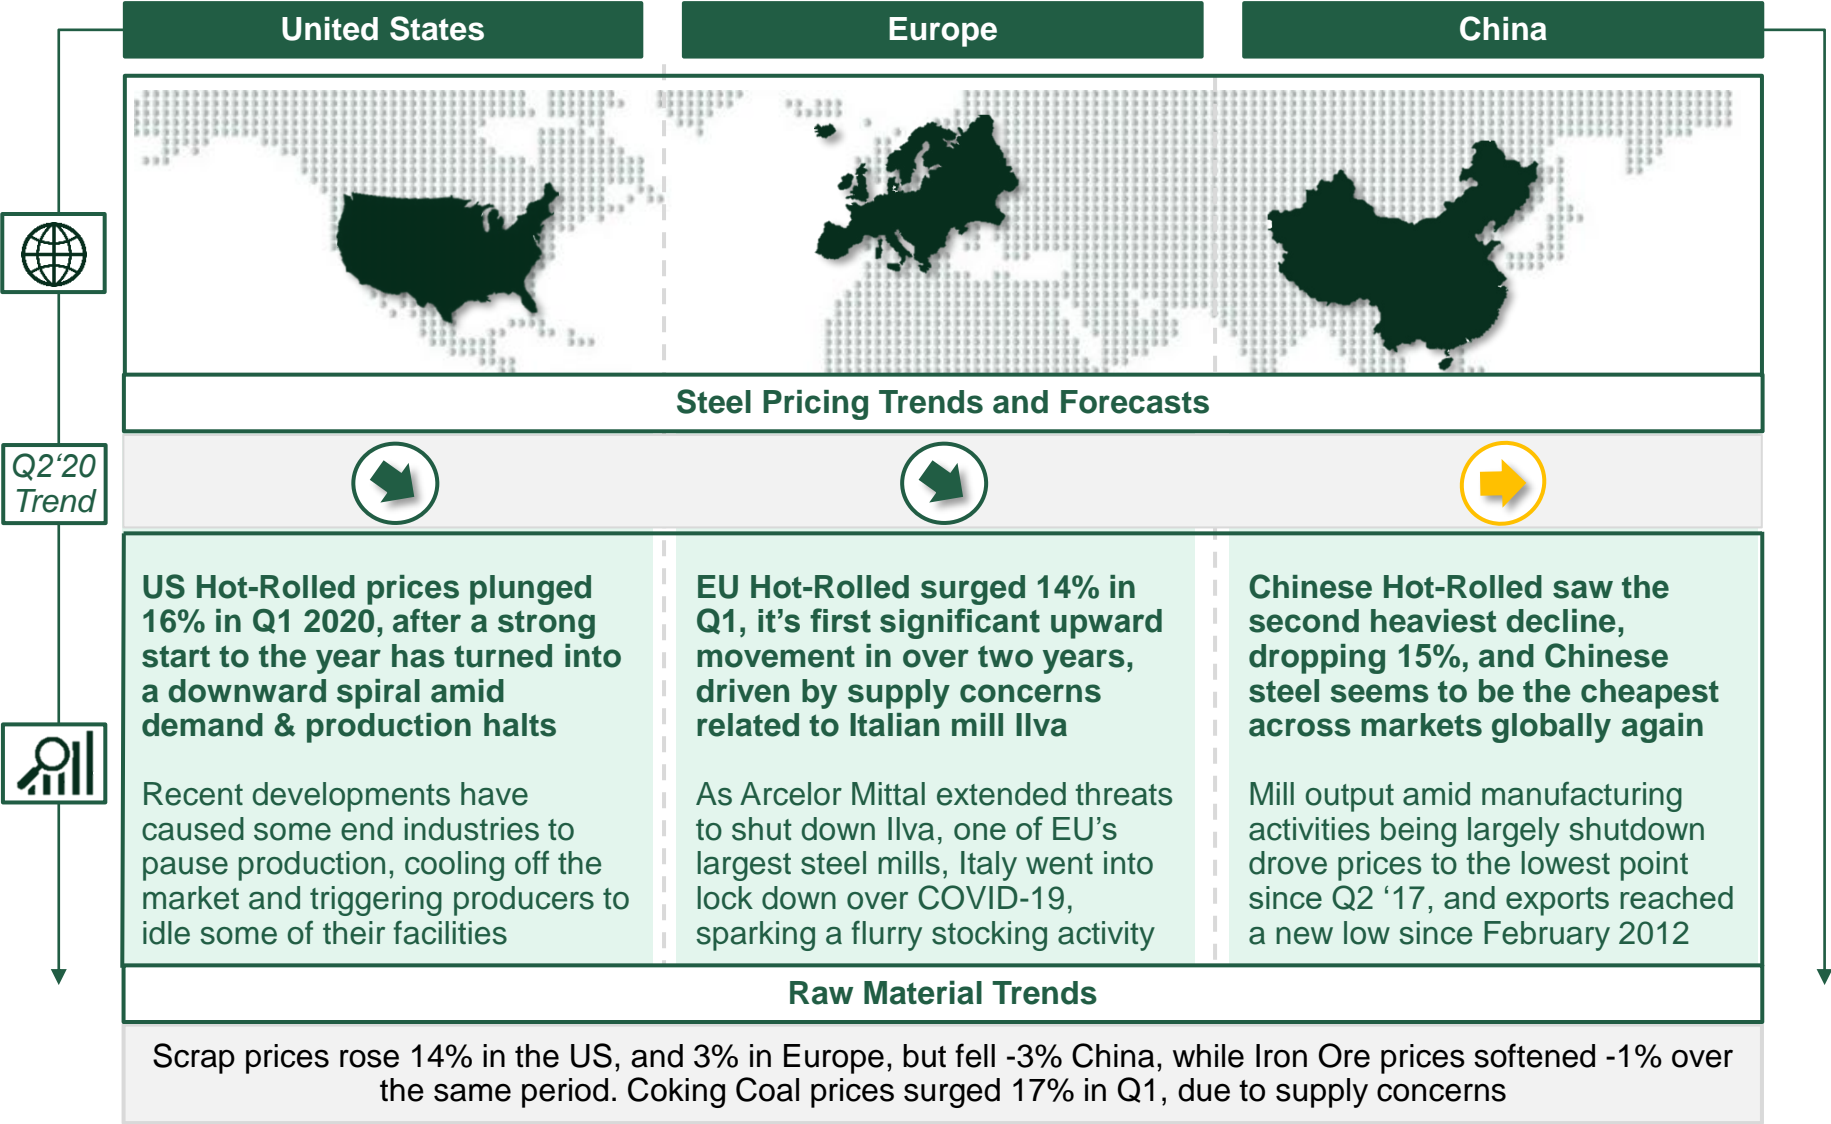 United States
Europe
China
Steel Pricing Trends and Forecasts
Q2‘20
Trend
US Hot-Rolled prices plunged
16% in Q1 2020, after a strong
start to the year has turned into
a downward spiral amid
demand & production halts
Recent developments have
caused some end industries to
pause production, cooling off the
market and triggering producers to
idle some of their facilities
EU Hot-Rolled surged 14% in
Q1, it’s first significant upward
movement in over two years,
driven by supply concerns
related to Italian mill Ilva
As Arcelor Mittal extended threats
to shut down Ilva, one of EU’s
largest steel mills, Italy went into
lock down over COVID-19,
sparking a flurry stocking activity
Chinese Hot-Rolled saw the
second heaviest decline,
dropping 15%, and Chinese
steel seems to be the cheapest
across markets globally again
Mill output amid manufacturing
activities being largely shutdown
drove prices to the lowest point
since Q2 ‘17, and exports reached
a new low since February 2012
Raw Material Trends
Scrap prices rose 14% in the US, and 3% in Europe, but fell -3% China, while Iron Ore prices softened -1% over
the same period. Coking Coal prices surged 17% in Q1, due to supply concerns